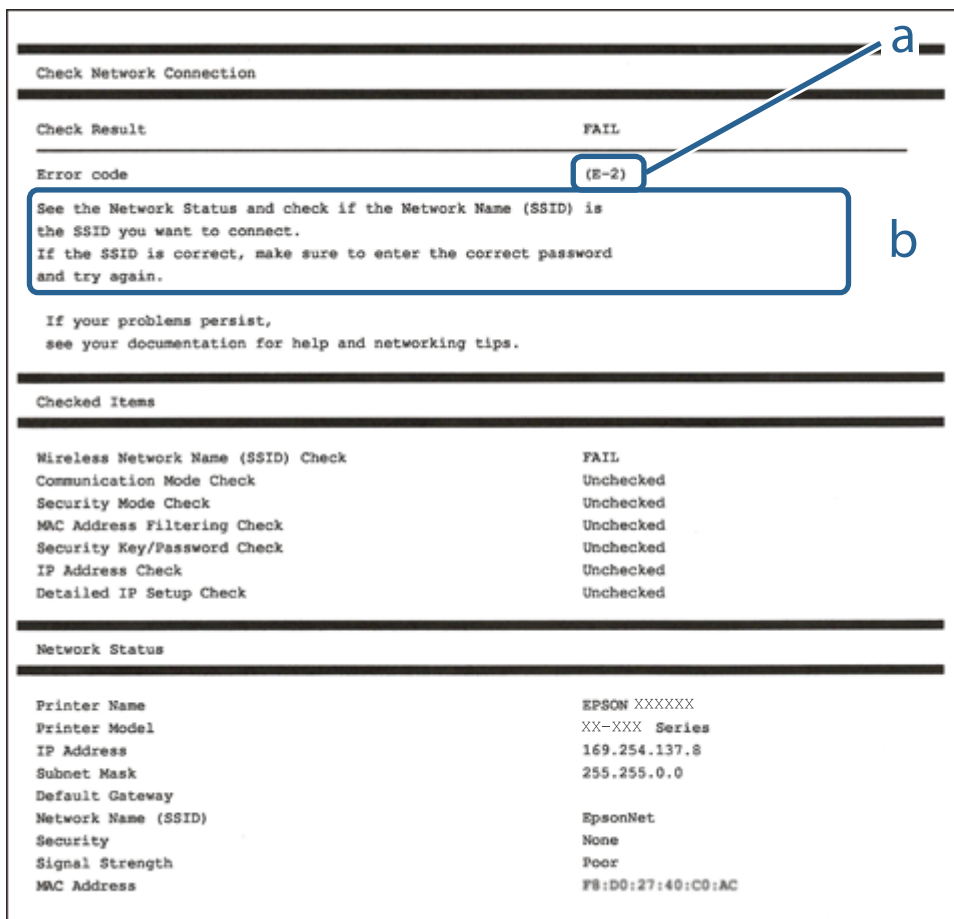 a
Check Network Connection
Check Result FAIL
Error code (E-2)
See the Network Status and check if the Network Name (SSID) is
the SSID you want to connect.
If the SSID is correct, make sure to enter the correct password
and try again.
b
If your problems persist,
see your documentation for help and networking tips.
Checked Items
Wireless Network Name (SSID) Check FAIL
Communication Mode Check Unchecked
Security Mode Check Unchecked
MAC Address Filtering Check Unchecked
Security Key/Password Check Unchecked
IP Address Check Unchecked
Detailed IP Setup Check Unchecked
Network Status
Printer Name EPSON XXXXXX
Printer Model XX-XXX Series
IP Address 169.254.137.8
Subnet Mask 255.255.0.0
Default Gateway
Network Name (SSID) EpsonNet
Security None
Signal Strength Poor
MAC Address F8:D0:27:40:C0:AC